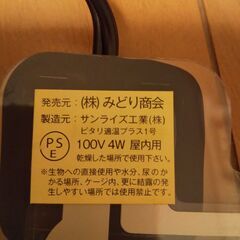 発売元：(株)みどり商会
製造元：サンライズ工業(株)
ピタリ適温プラス1号
PS
E
100V 4W 屋内用
乾燥した場所で使用下さい。
※生物への直接使用や水分、尿のか
かる場所、ケージ内、更に結露の発
生しやすい場所では使用禁止です。